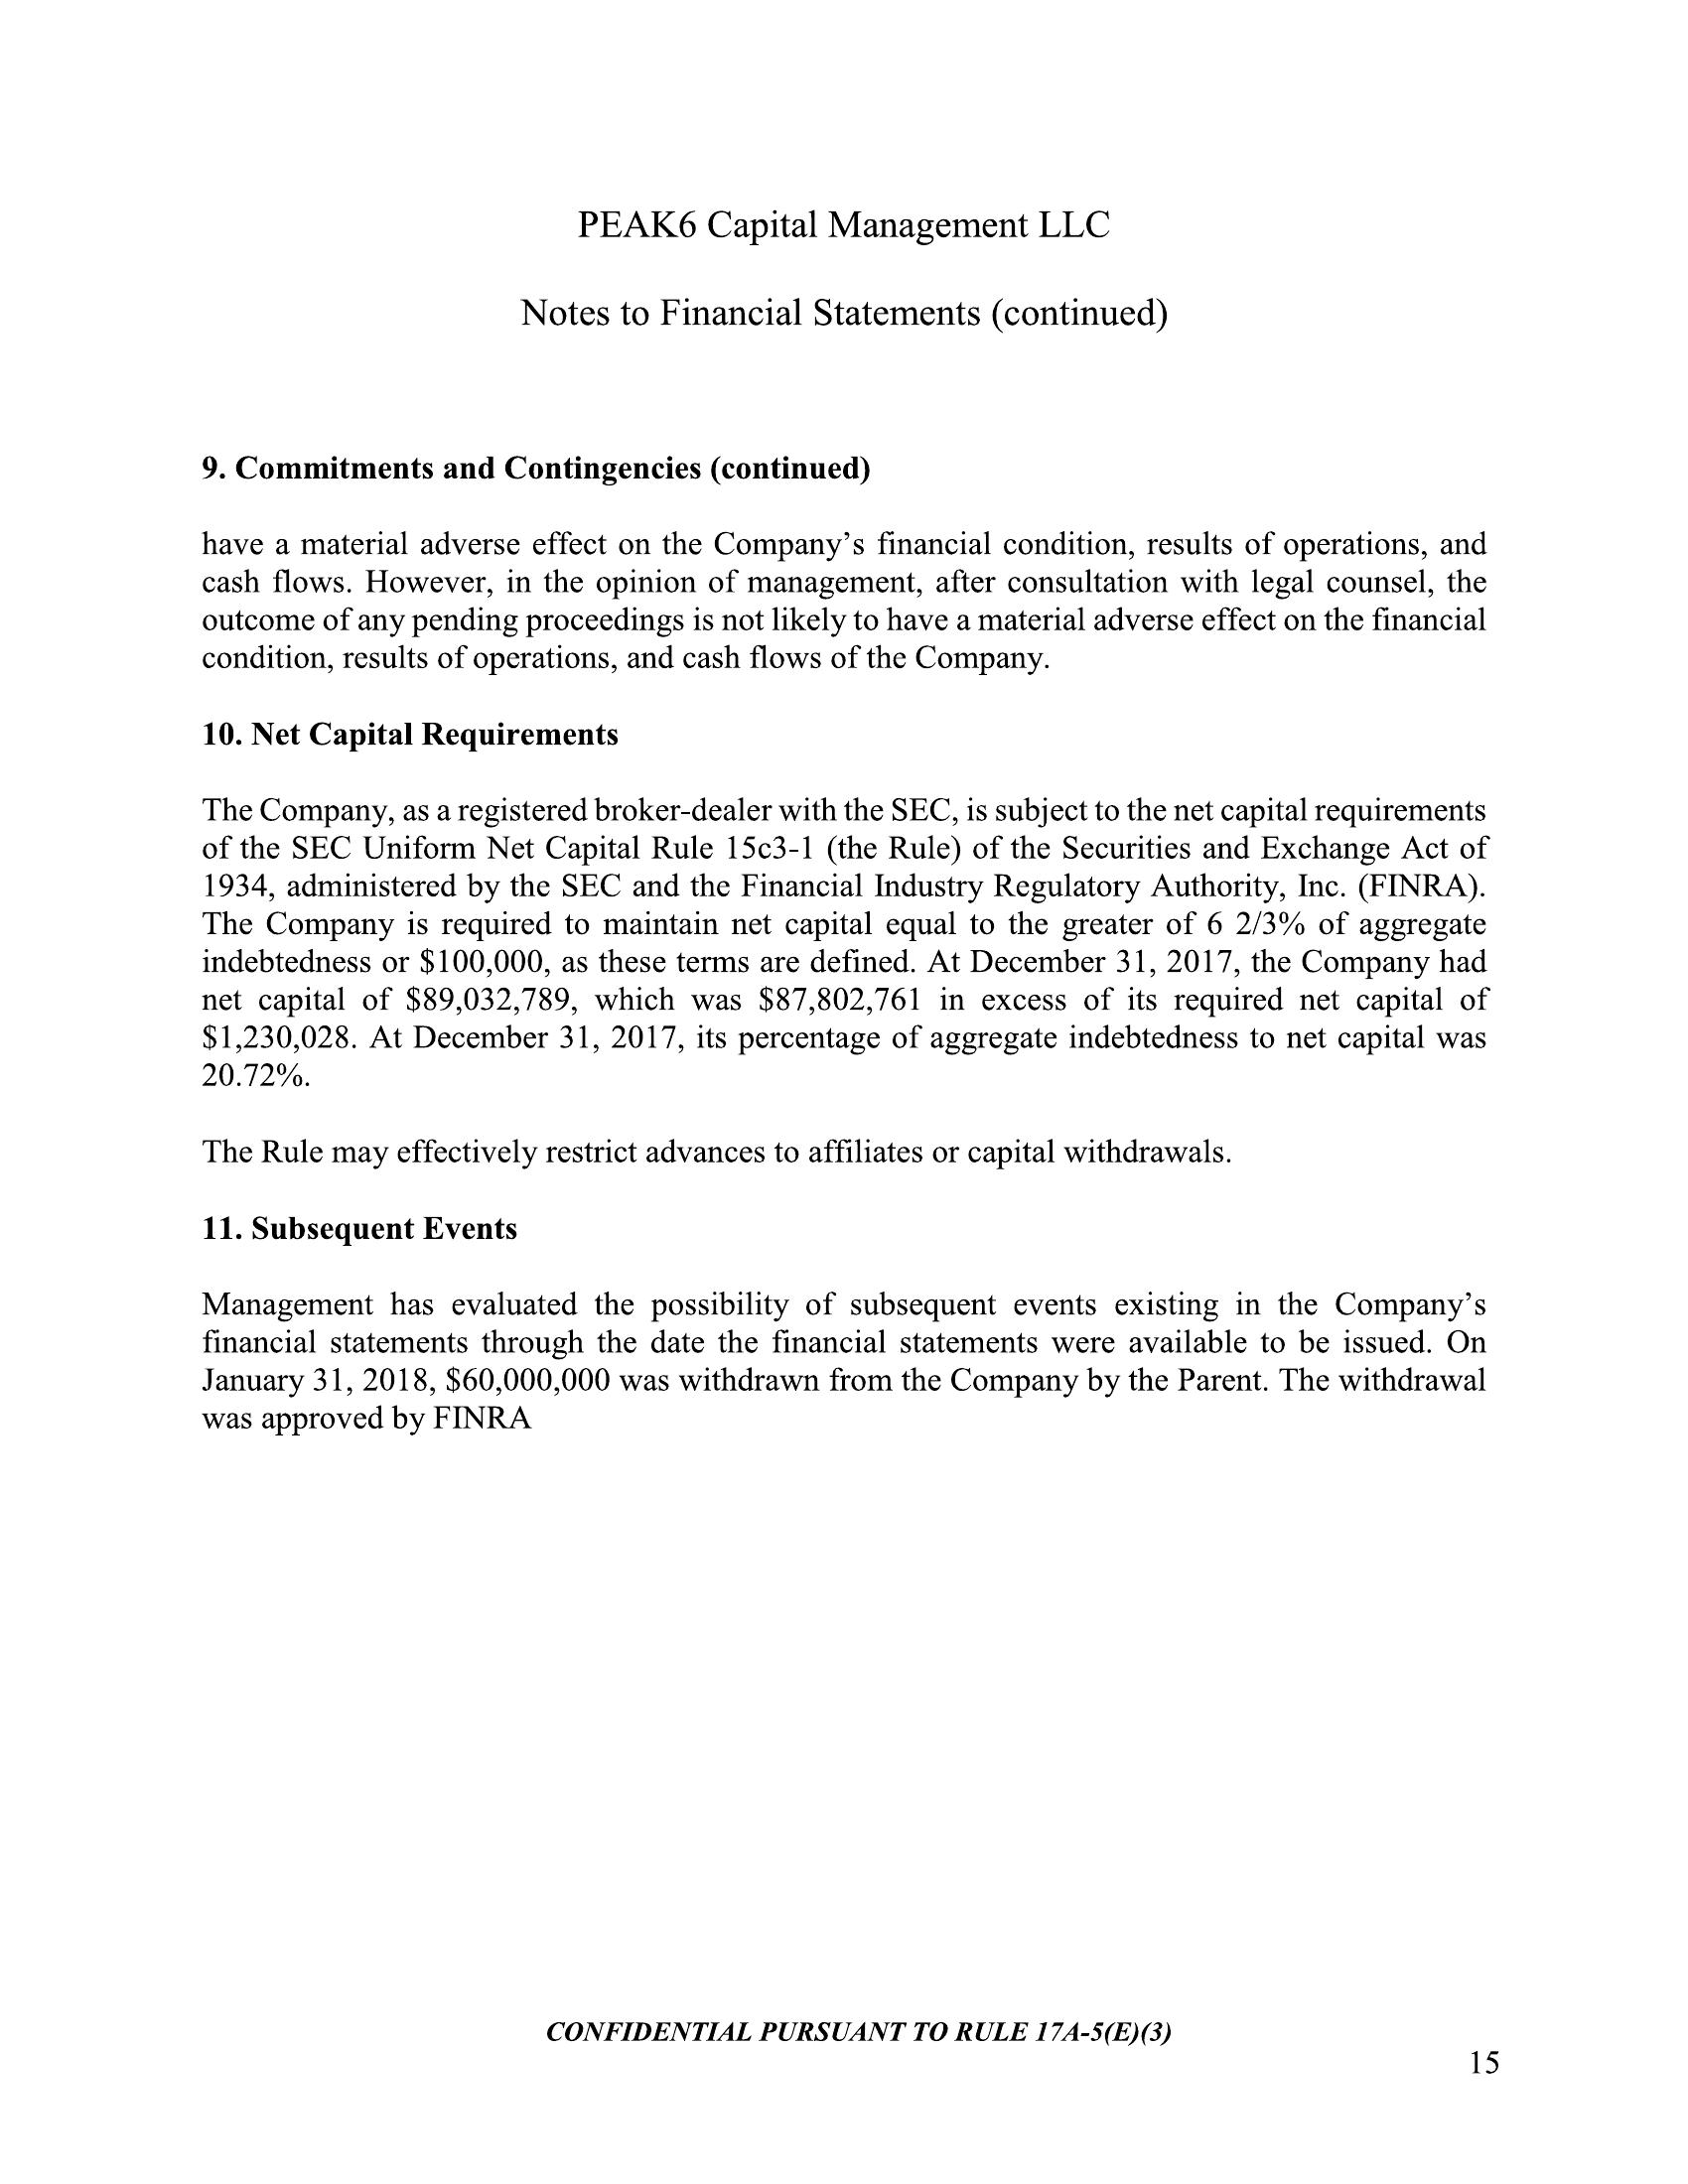 PEAK6 Capital Management LLC
Notes to Financial Statements (continued)
9. Commitments and Contingencies (continued)
have a material adverse effect on the Company’s financial condition, results of operations, and
cash flows. However, in the opinion of management, after consultation with legal counsel, the
outcome of any pending proceedings is not likely to have a material adverse effect on the financial
condition, results of operations, and cash flows of the Company.
10. Net Capital Requirements
The Company, as a registered broker-dealer with the SEC, is subject to the net capital requirements
of the SEC Uniform Net Capital Rule 15c3-1 (the Rule) of the Securities and Exchange Act of
1934, administered by the SEC and the Financial Industry Regulatory Authority, Inc. (FINRA).
The Company is required to maintain net capital equal to the greater of 6 2/3% of aggregate
indebtedness or $100,000, as these terms are defined. At December 31, 2017, the Company had
net capital of $89,032,789, which was $87,802,761 in excess of its required net capital of
$1,230,028. At December 31, 2017, its percentage of aggregate indebtedness to net capital was
20.72%.
The Rule may effectively restrict advances to affiliates or capital withdrawals.
11. Subsequent Events
Management has evaluated the possibility of subsequent events existing in the Company’s
financial statements through the date the financial statements were available to be issued. On
January 31, 2018, $60,000,000 was withdrawn from the Company by the Parent. The withdrawal
was approved by FINRA
CONFIDENTIAL PURSUANT TO RULE 17A-5(E)(3)
15